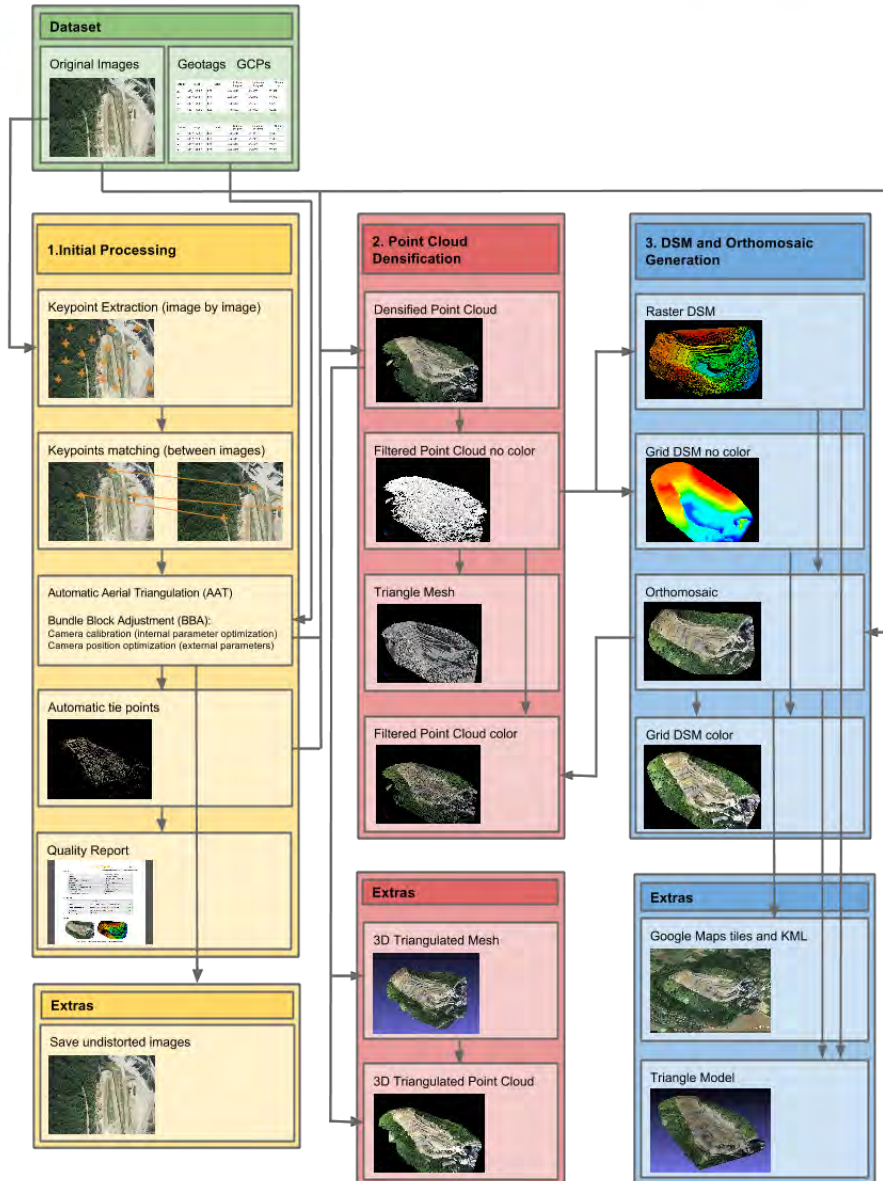 Dataset
Original Images
Geotags GCPs
1.Initial Processing
Keypoint Extraction (image by image)
Keypoints matching (between images)
Automatic Aerial Triangulation (AAT)
Bundle Block Adjustment (BBA):
Camera calibration (internal parameter optimization)
Camera position optimization (external parameters)
Automatic tie points
Quality Report
Extras
Save undistorted images
2. Point Cloud
Densification
Densified Point Cloud
Filtered Point Cloud no color
Triangle Mesh
Filtered Point Cloud color
Extras
3D Triangulated Mesh
3D Triangulated Point Cloud
3. DSM and Orthomosaic
Generation
Raster DSM
Grid DSM no color
Orthomosaic
Grid DSM color
Extras
Google Maps tiles and KML
Triangle Model